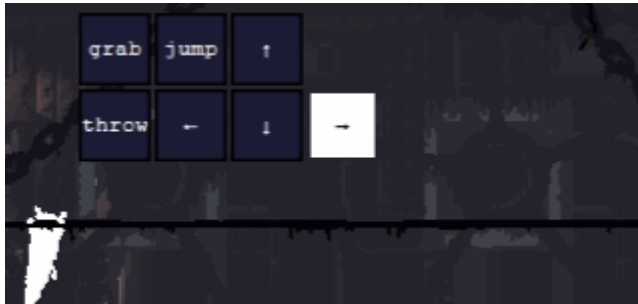 grab jump ↑
throw ← ↓ →